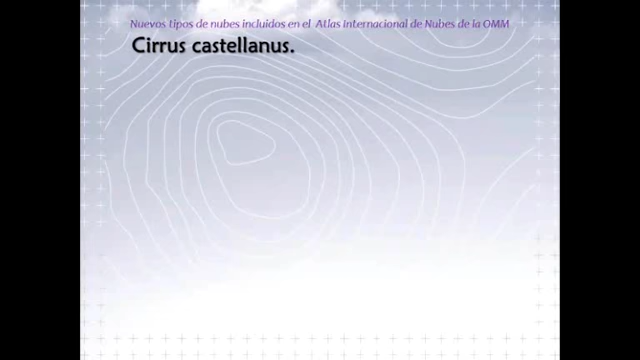 Nuevos tipos de nubes incluidos en el Atlas Internacional de Nubes de la OMM
Cirrus castellanus.